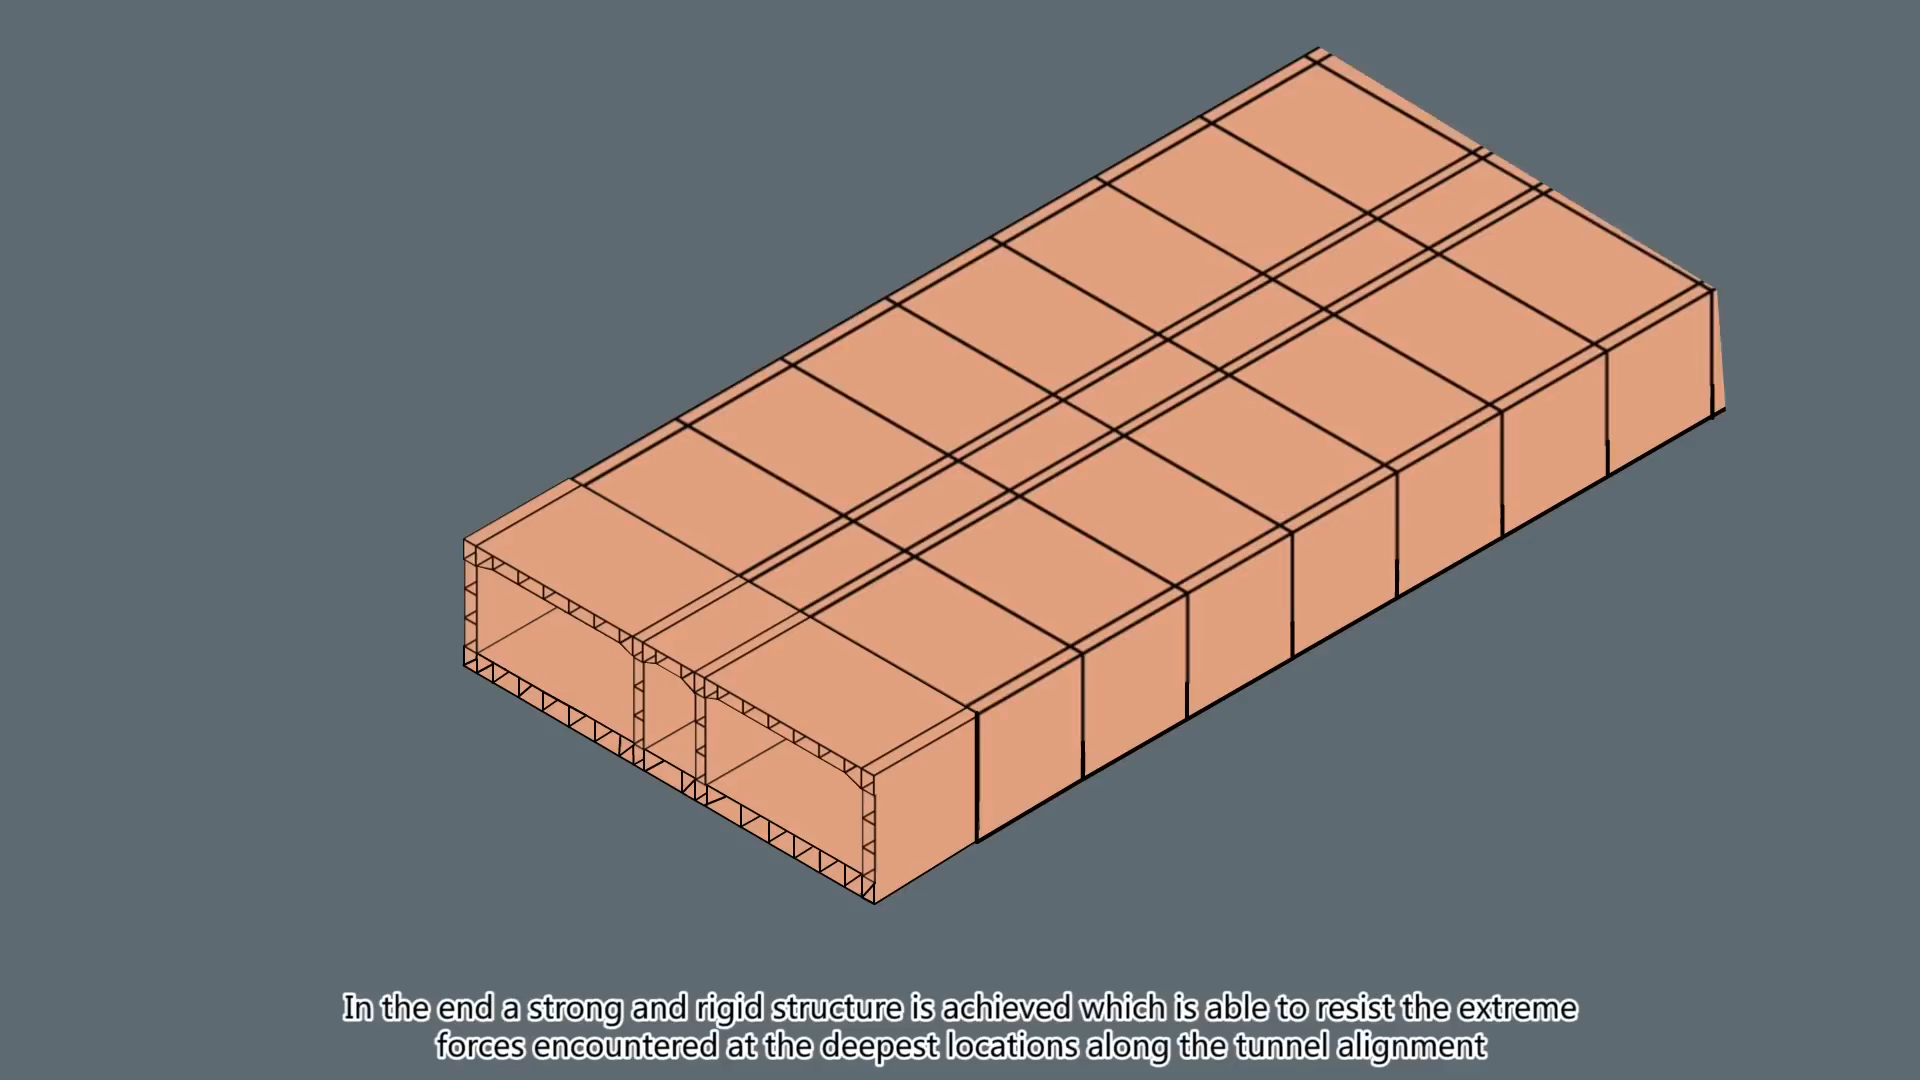 In the end a strong and rigid structure is achieved which is able to resist the extreme
forces encountered at the deepest locations along the tunnel alignment